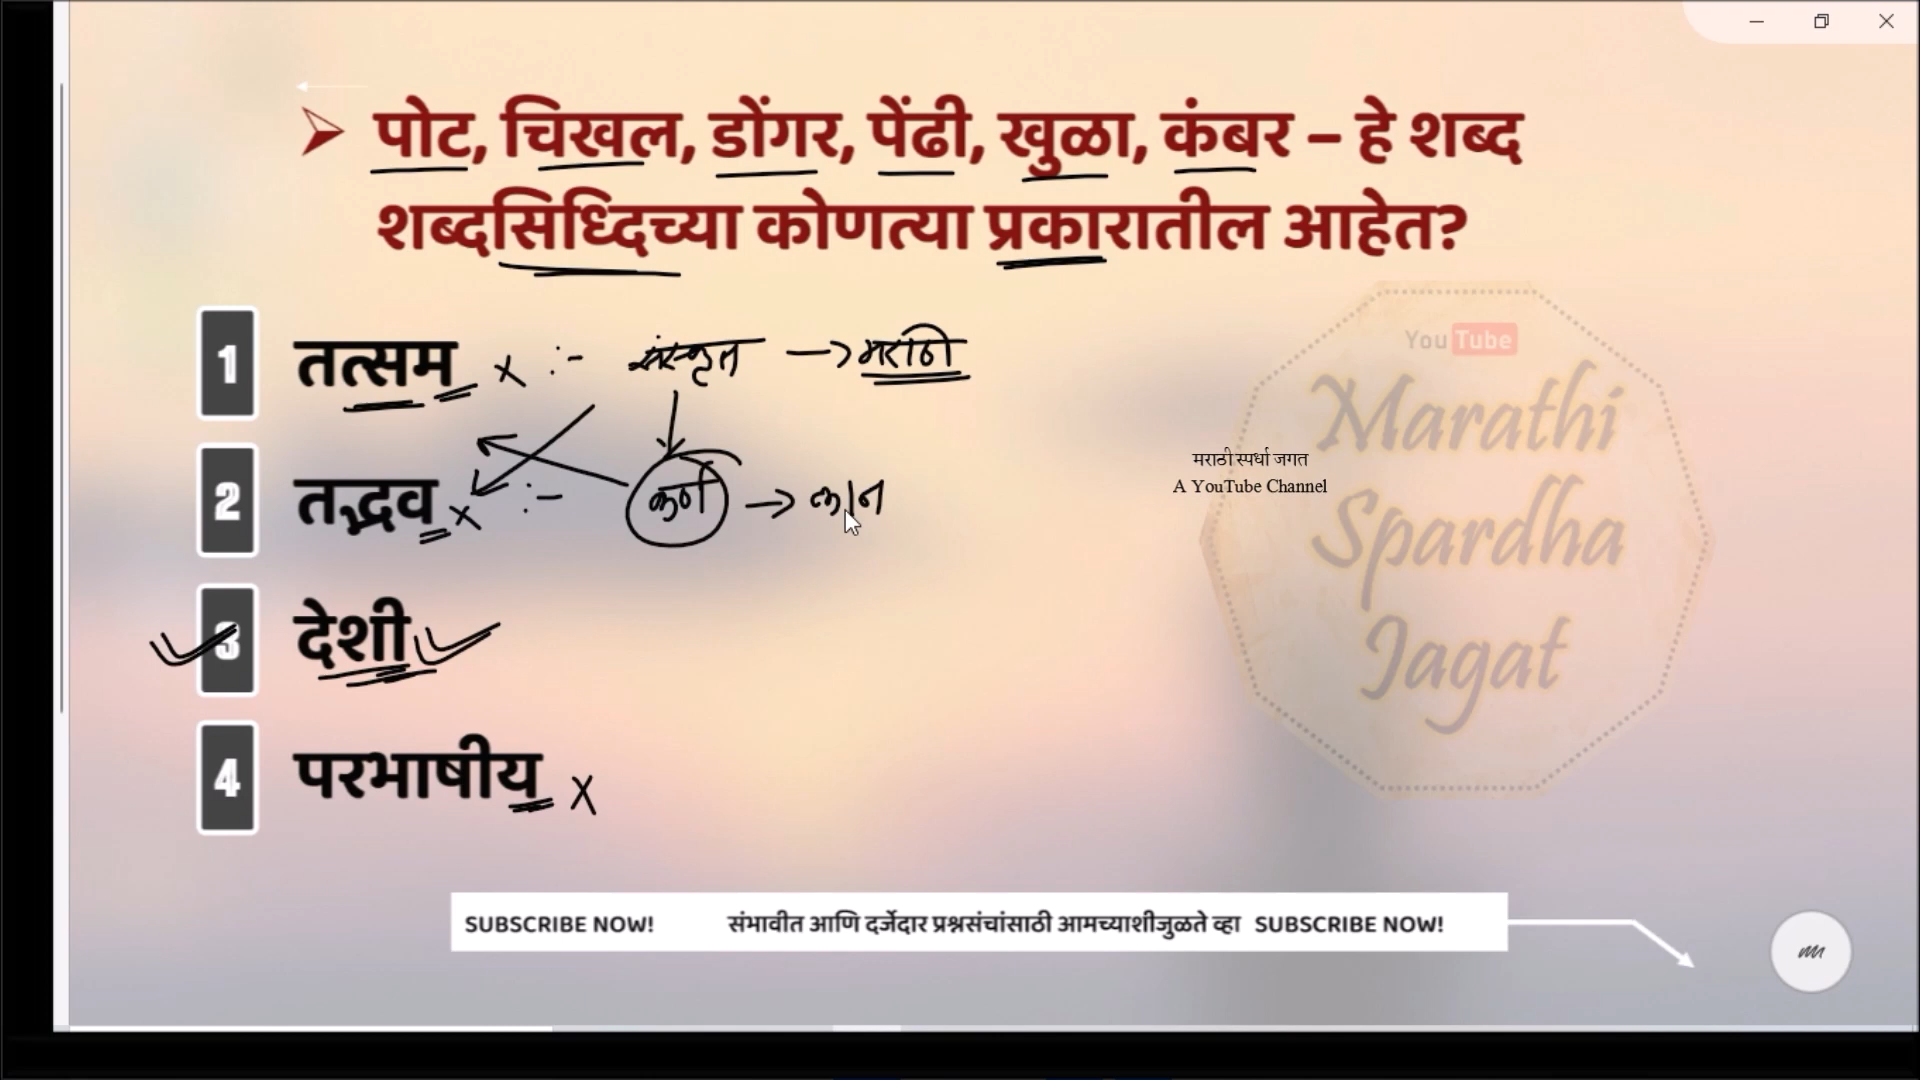 पोट, चिखल, डोंगर, पेंढी, खुळा, कंबर – हे शब्द
शब्दसिध्दिच्या कोणत्या प्रकारातील आहेत?
1 तत्सम x :- संस्कृत → मराठी
2 तद्भव x :- कर्ण → कान
3 देशी
4 परभाषीय x
YouTube
Marathi
Spardha
Jagat
मराठी स्पर्धा जगत
A YouTube Channel
SUBSCRIBE NOW! संभावीत आणि दर्जेदार प्रश्नसंचांसाठी आमच्याशीजुळते व्हा SUBSCRIBE NOW!